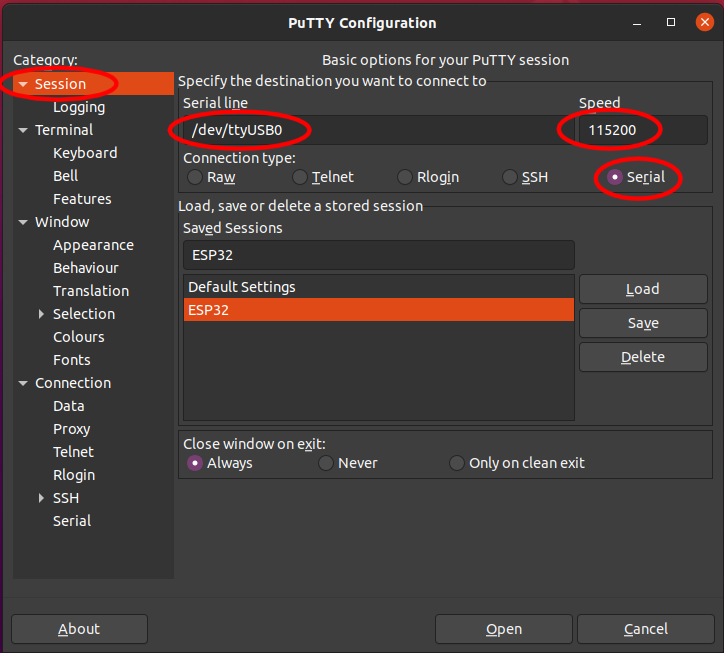 PuTTY Configuration
Category:
Session
Logging
Terminal
Keyboard
Bell
Features
Window
Appearance
Behaviour
Translation
Selection
Colours
Fonts
Connection
Data
Proxy
Telnet
Rlogin
SSH
Serial
Basic options for your PuTTY session
Specify the destination you want to connect to
Serial line Speed
/dev/ttyUSB0 115200
Connection type:
Raw Telnet Rlogin SSH Serial
Load, save or delete a stored session
Saved Sessions
ESP32
Default Settings
ESP32
Load
Save
Delete
Close window on exit:
Always Never Only on clean exit
About Open Cancel